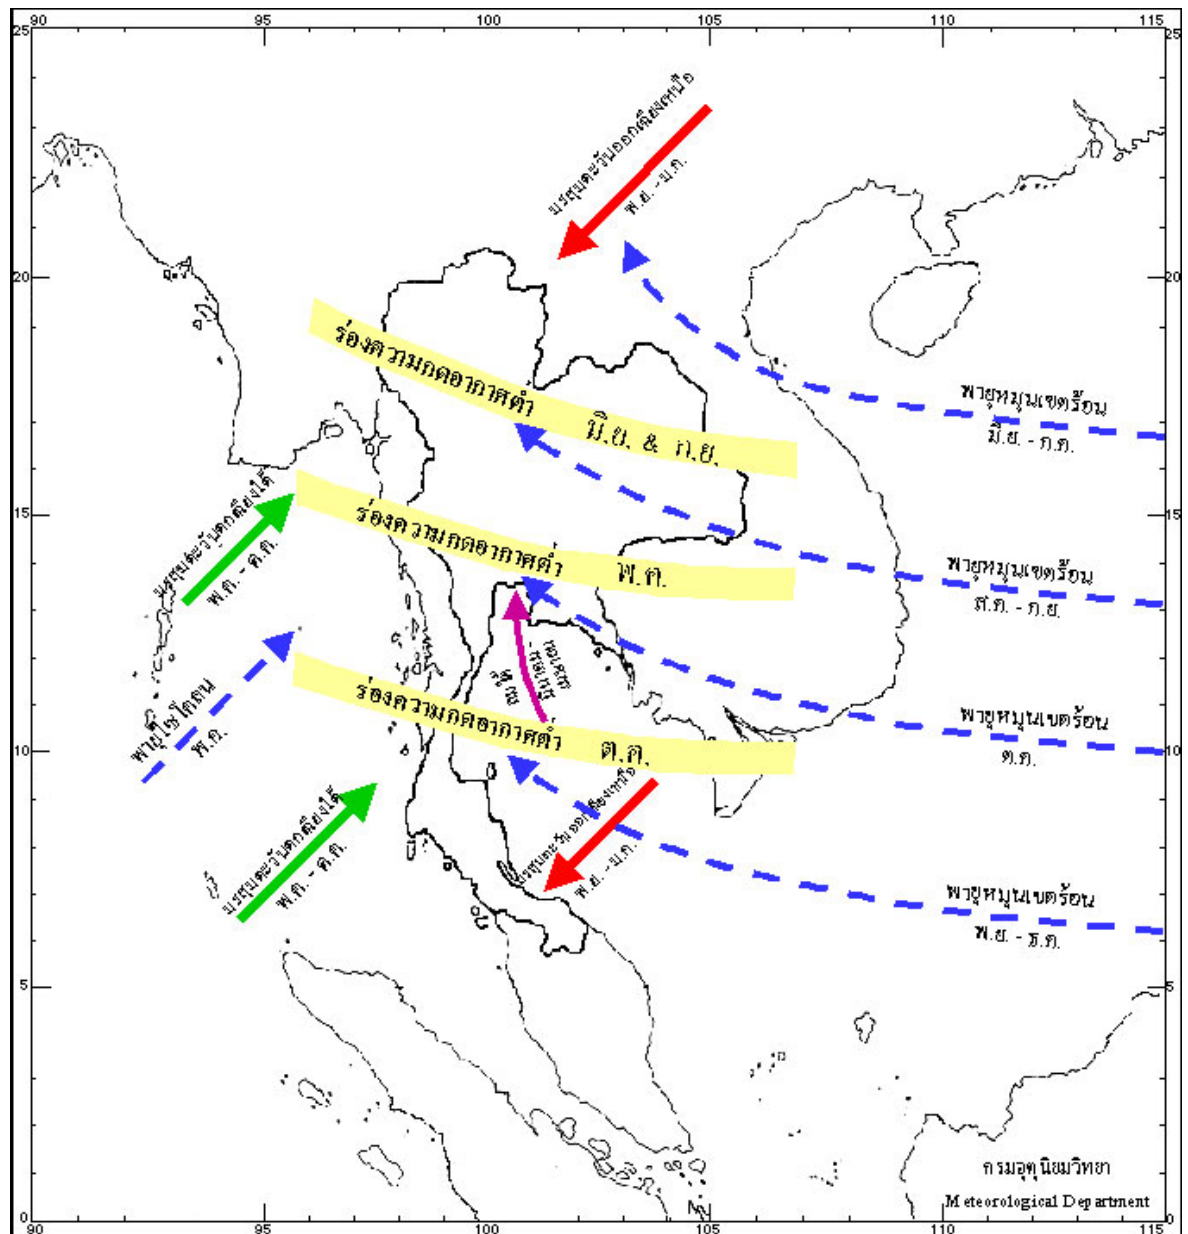 90 95 100 105 110 115
25 25
มรสุมตะวันออกเฉียงเหนือ
พ.ย. - ม.ค.
20 20
ร่องความกดอากาศต่ำ มิ.ย. & ก.ย.
พายุหมุนเขตร้อน
มิ.ย. - ก.ค.
มรสุมตะวันตกเฉียงใต้
พ.ค. - ต.ค.
15 15
ร่องความกดอากาศต่ำ พ.ค.
พายุหมุนเขตร้อน
ส.ค. - ก.ย.
พายุไซโคลน
พ.ค.
ร่องความกดอากาศต่ำ ต.ค.
พายุหมุนเขตร้อน
ต.ค.
10 10
มรสุมตะวันตกเฉียงใต้
พ.ค. - ต.ค.
มรสุมตะวันออกเฉียงเหนือ
พ.ย. - ม.ค.
พายุหมุนเขตร้อน
พ.ย. - ธ.ค.
5 5
กรมอุตุนิยมวิทยา
Meteorological Department
0 0
90 95 100 105 110 115